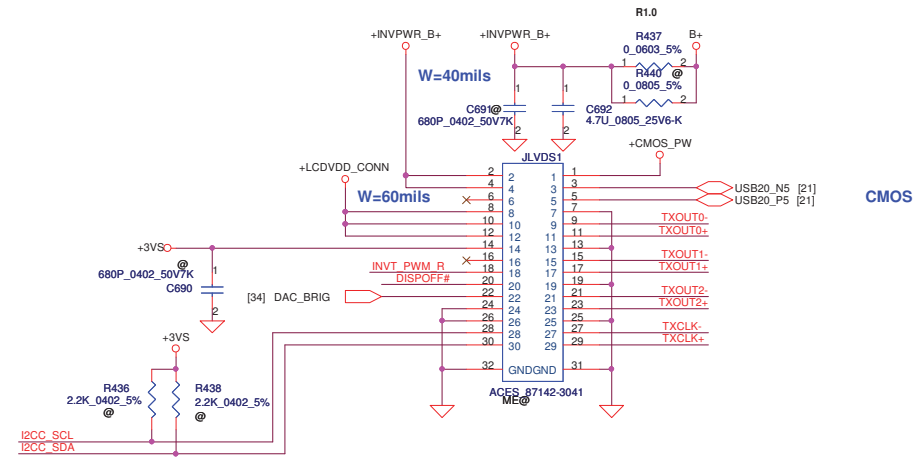 R1.0
+INVPWR_B+
+INVPWR_B+
R437
0_0603_5%
B+
1
2
R440
@
0_0805_5%
1
2
W=40mils
1
C691@
680P_0402_50V7K
2
1
C692
4.7U_0805_25V6-K
2
+CMOS_PW
JLVDS1
+LCDVDD_CONN
W=60mils
2 2 1 1
4 4 3 3 USB20_N5 [21]
6 6 5 5 USB20_P5 [21]
CMOS
8 8 7 7
10 10 9 9 TXOUT0-
12 12 11 11 TXOUT0+
+3VS
14 14 13 13
16 16 15 15 TXOUT1-
INVT_PWM_R 18 18 17 17 TXOUT1+
DISPOFF# 20 20 19 19
[34] DAC_BRIG 22 22 21 21 TXOUT2-
24 24 23 23 TXOUT2+
26 26 25 25
28 28 27 27 TXCLK-
30 30 29 29 TXCLK+
32 GND GND 31
ACES_87142-3041
ME@
@
680P_0402_50V7K
1
C690
2
+3VS
R436
2.2K_0402_5%
@
R438
2.2K_0402_5%
@
I2CC_SCL
I2CC_SDA